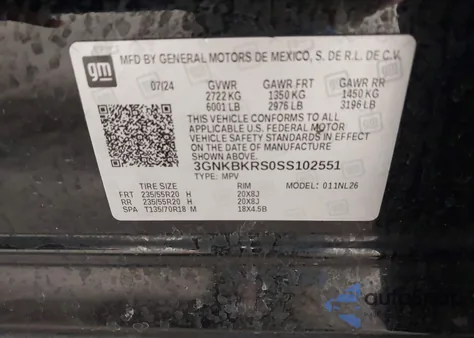 gm
MFD BY GENERAL MOTORS DE MEXICO, S. DE R.L. DE C.V.
07/24 GVWR GAWR FRT GAWR RR
2722 KG 1350 KG 1450 KG
6001 LB 2976 LB 3196 LB
THIS VEHICLE CONFORMS TO ALL
APPLICABLE U.S. FEDERAL MOTOR
VEHICLE SAFETY STANDARDS IN EFFECT
ON THE DATE OF MANUFACTURE
SHOWN ABOVE.
3GNKBKRS0SS102551
TYPE: MPV
TIRE SIZE RIM MODEL: 011NL26
FRT 235/55R20 H 20X8J
RR 235/55R20 H 20X8J
SPA T135/70R18 M 18X4.5B